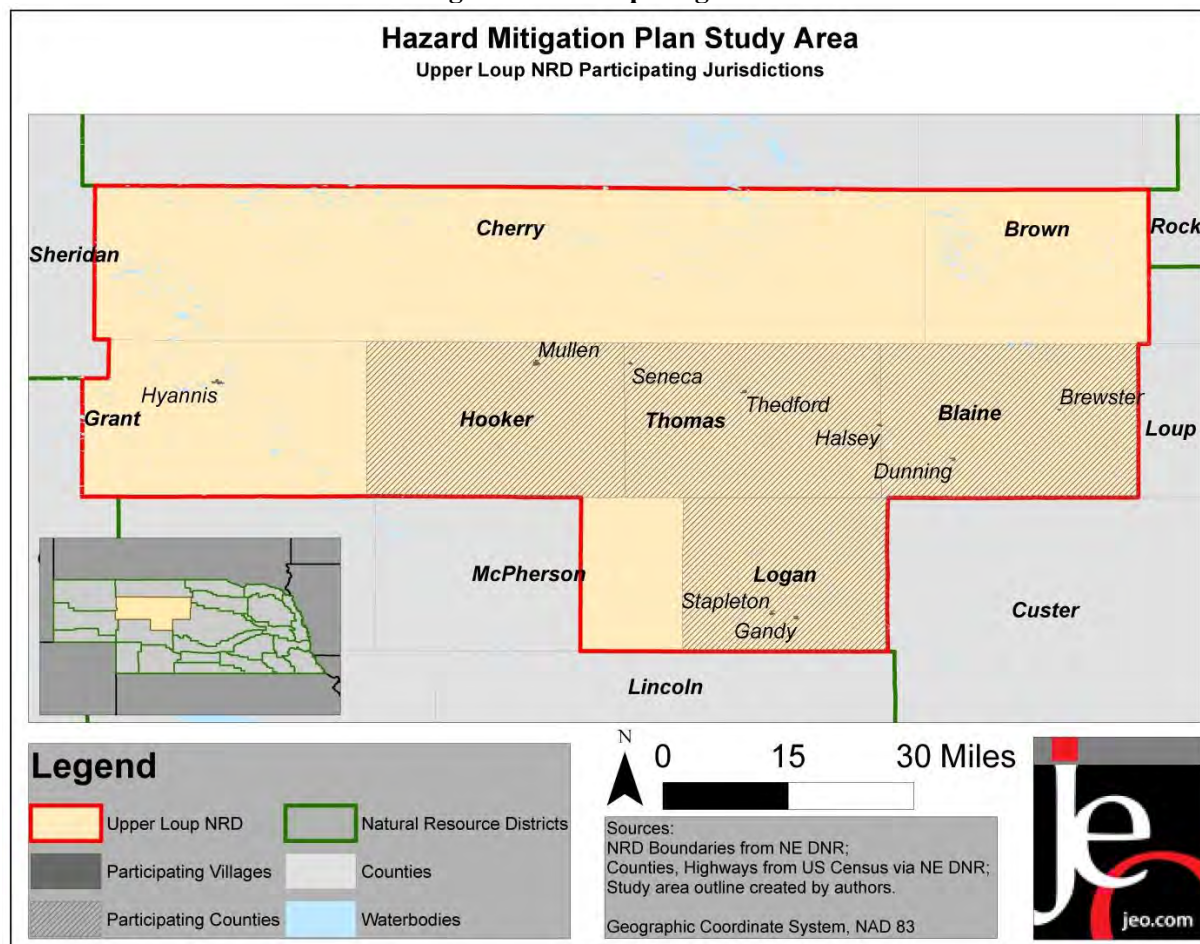 Hazard Mitigation Plan Study Area
Upper Loup NRD Participating Jurisdictions
Cherry
Brown
Rock
Sheridan
Mullen
Seneca
Hyannis
Thedford
Brewster
Grant
Hooker
Thomas
Blaine
Loup
Halsey
Dunning
McPherson
Logan
Stapleton
Gandy
Custer
Lincoln
Legend
Upper Loup NRD
Natural Resource Districts
Participating Villages
Counties
Participating Counties
Waterbodies
N
0 15 30 Miles
Sources:
NRD Boundaries from NE DNR;
Counties, Highways from US Census via NE DNR;
Study area outline created by authors.
Geographic Coordinate System, NAD 83
jeo
jeo.com